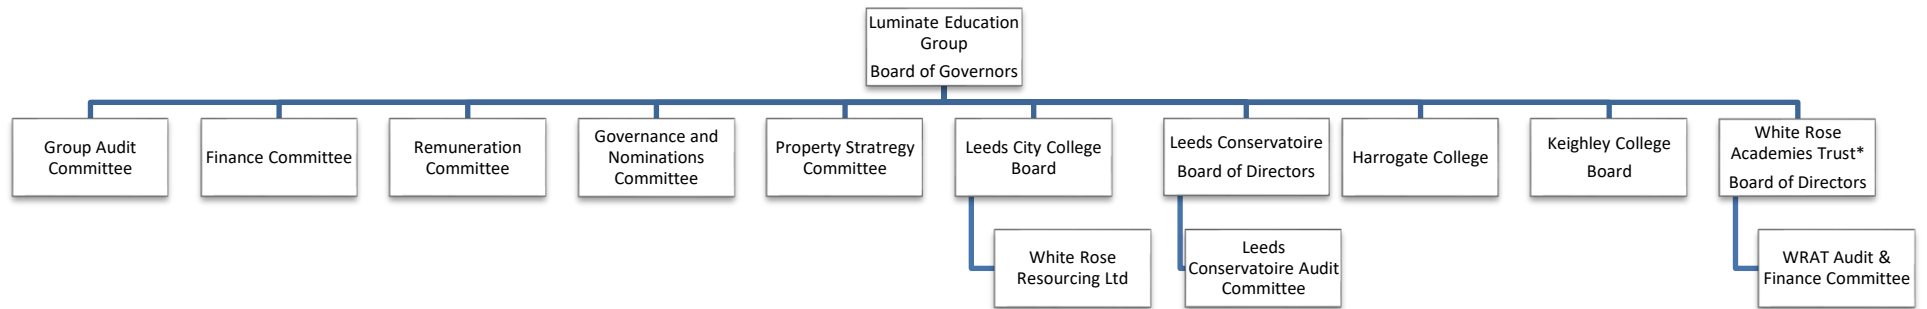 Luminate Education
Group
Board of Governors
Group Audit
Committee
Finance Committee
Remuneration
Committee
Governance and
Nominations
Committee
Property Stratregy
Committee
Leeds City College
Board
Leeds Conservatoire
Board of Directors
Harrogate College
Keighley College
Board
White Rose
Academies Trust*
Board of Directors
White Rose
Resourcing Ltd
Leeds
Conservatoire Audit
Committee
WRAT Audit &
Finance Committee